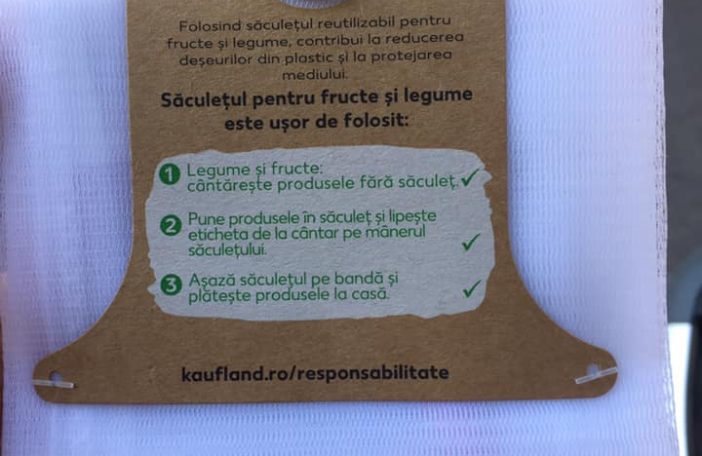 Folosind săculețul reutilizabil pentru
fructe și legume, contribui la reducerea
deșeurilor din plastic și la protejarea
mediului.
Săculețul pentru fructe și legume
este ușor de folosit:
1 Legume și fructe:
cântărește produsele fără săculeț.
2 Pune produsele în săculeț și lipește
eticheta de la cântar pe mânerul
săculețului.
3 Așază săculețul pe bandă și
plătește produsele la casă.
kaufland.ro/responsabilitate